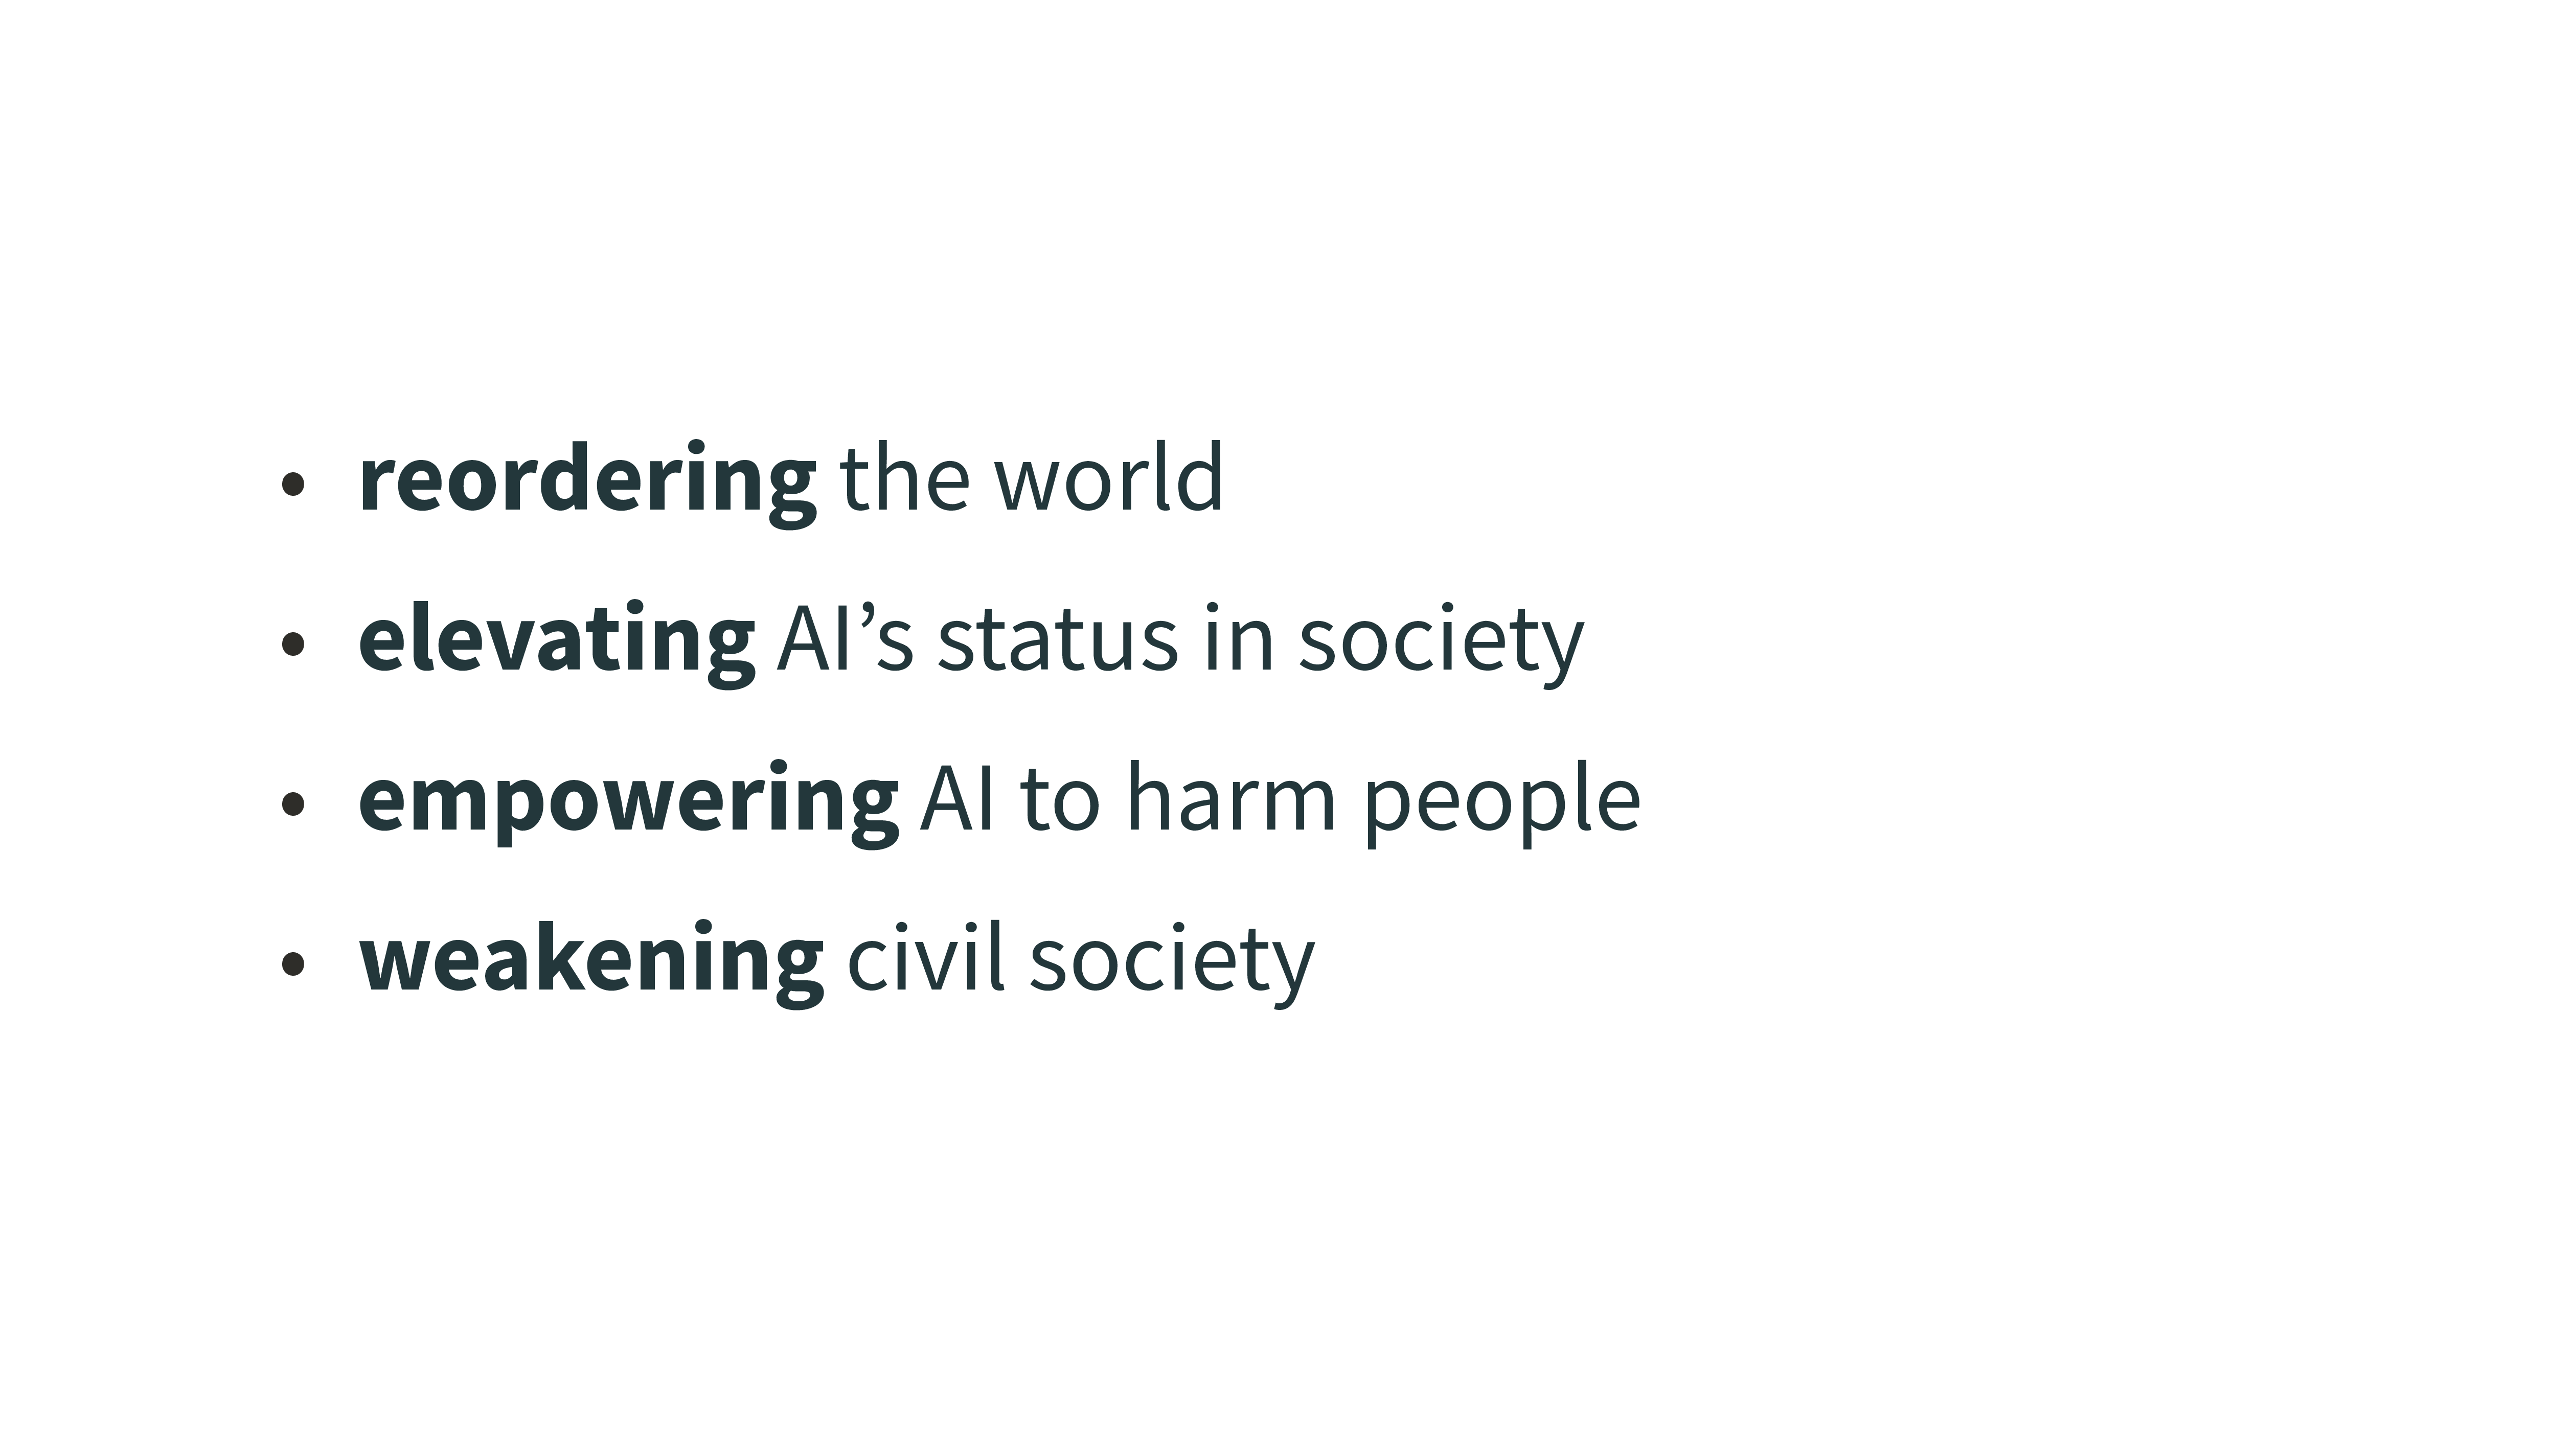 • reordering the world
• elevating AI’s status in society
• empowering AI to harm people
• weakening civil society